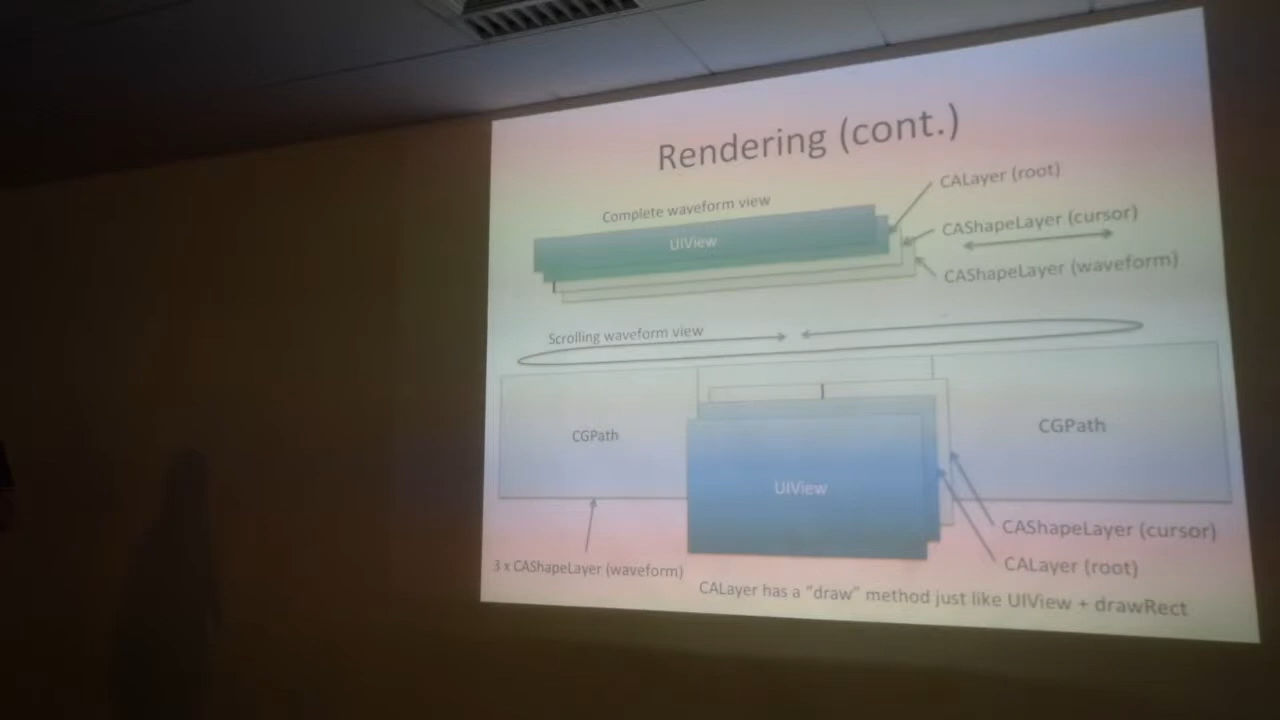 Rendering (cont.)
Complete waveform view
CALayer (root)
UIView
CAShapeLayer (cursor)
CAShapeLayer (waveform)
Scrolling waveform view
CGPath
CGPath
UIView
CAShapeLayer (cursor)
3 x CAShapeLayer (waveform)
CALayer (root)
CALayer has a "draw" method just like UIView + drawRect